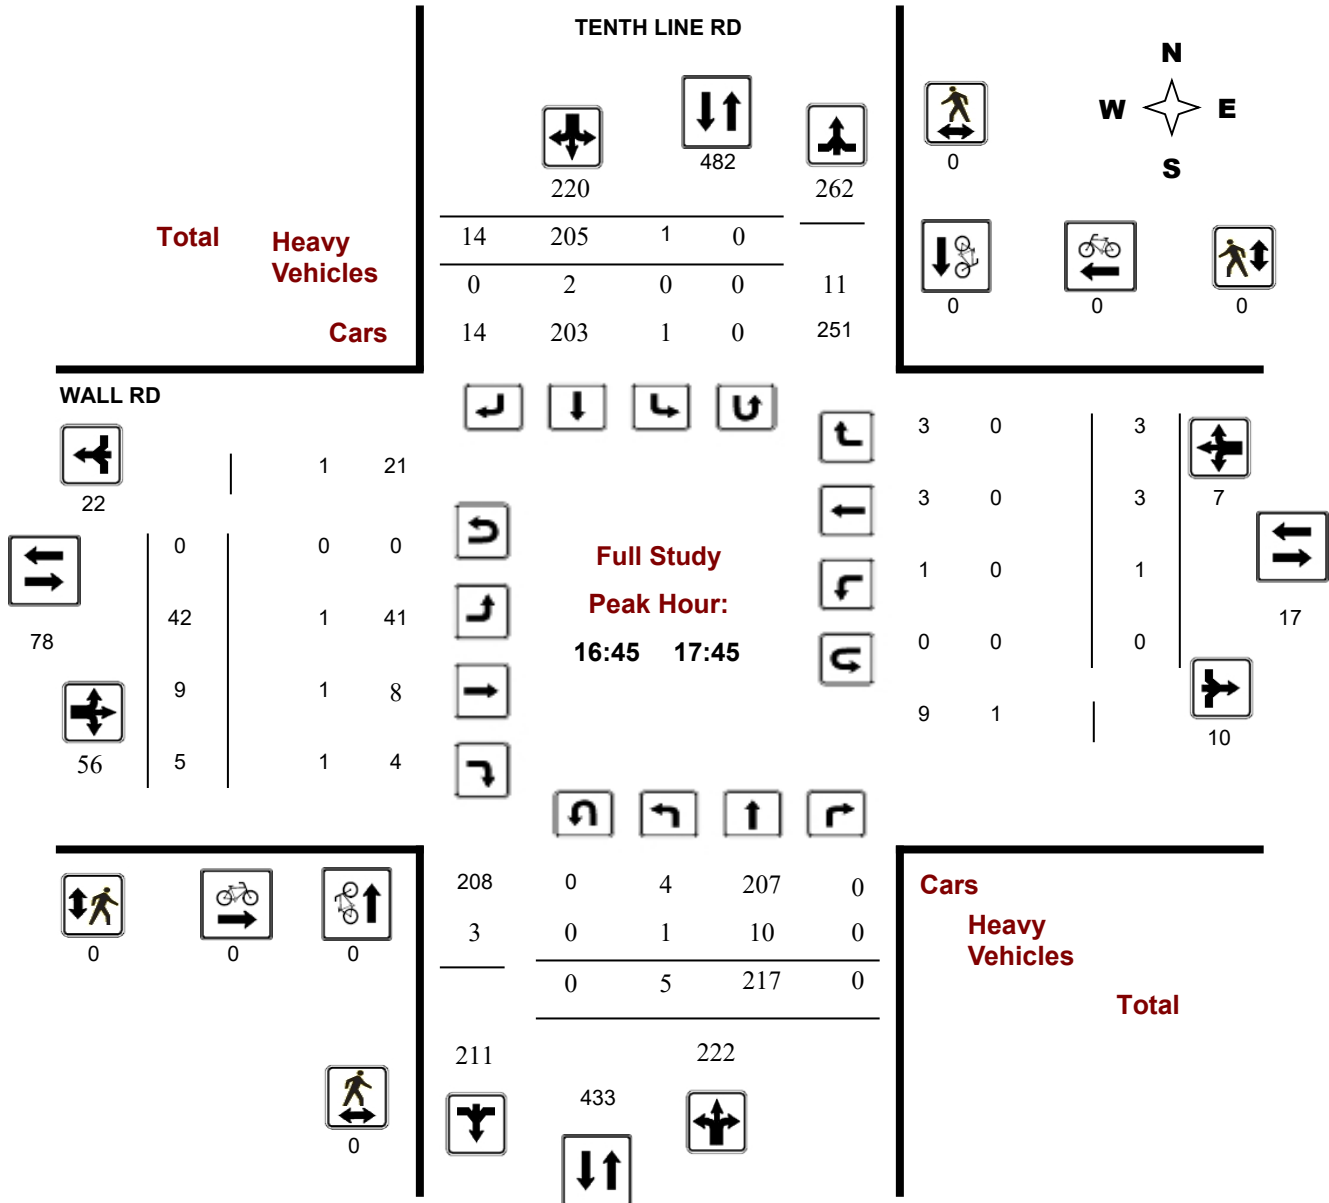 TENTH LINE RD
N
W E
S
482
0
220
262
Total Heavy Vehicles
14 205 1 0
0 2 0 0 11
0 0 0
Cars
14 203 1 0 251
WALL RD
3 0 3
1 21
22
3 0 3
7
0 0 0
Full Study
1 0 1
Peak Hour:
42 1 41
17
78
16:45 17:45
0 0 0
9 1 8
9 1
10
56
5 1 4
208 0 4 207 0
Cars
3 0 1 10 0
Heavy Vehicles
0 0 0
0 5 217 0
Total
211
222
433
0